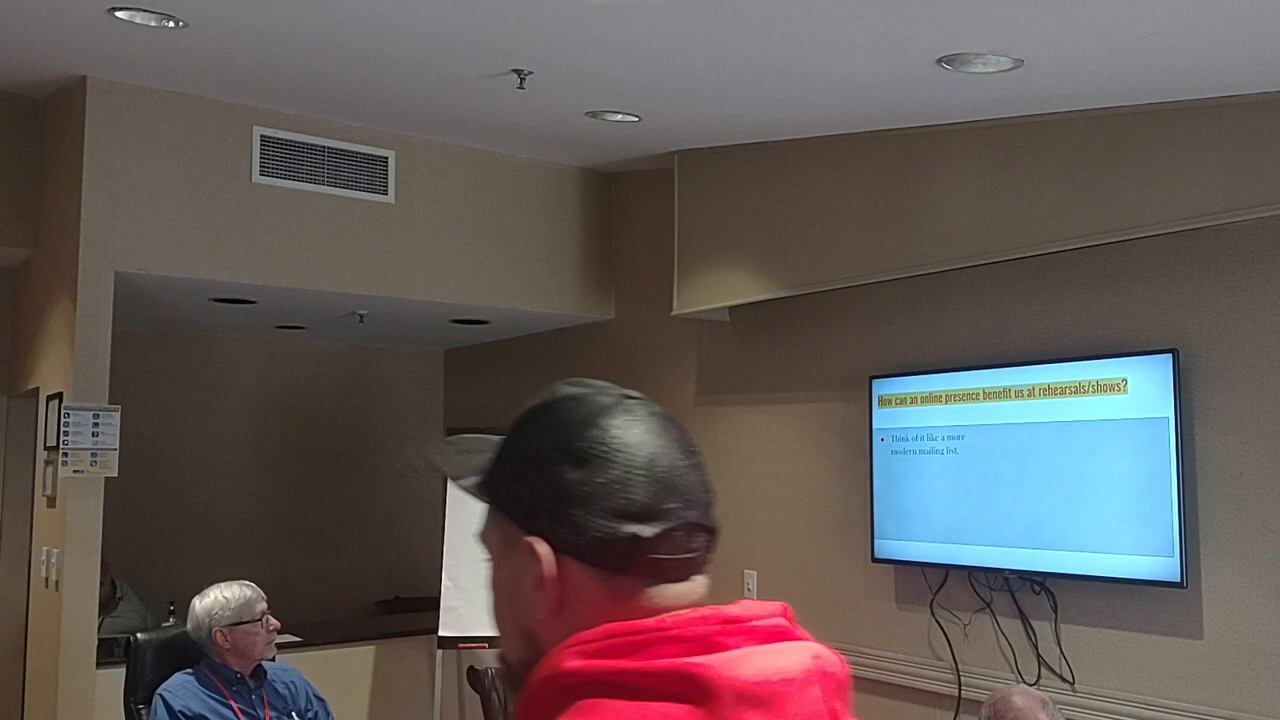 How can an online presence benefit us at rehearsals/shows?
Think of it like a more
modern mailing list.